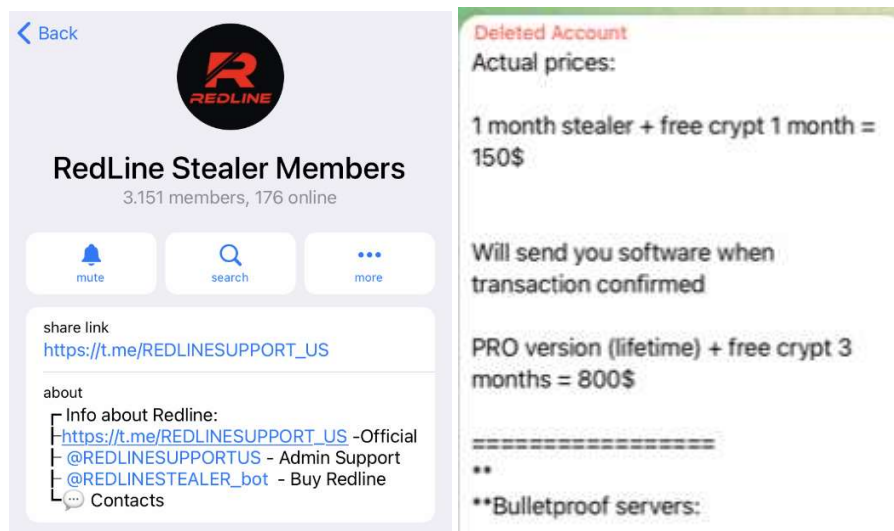 Back
REDLINE
RedLine Stealer Members
3.151 members, 176 online
mute
search
more
share link
https://t.me/REDLINESUPPORT_US
about
Info about Redline:
https://t.me/REDLINESUPPORT_US -Official
@REDLINESUPPORTUS - Admin Support
@REDLINESTEALER_bot - Buy Redline
Contacts
Deleted Account
Actual prices:
1 month stealer + free crypt 1 month =
150$
Will send you software when
transaction confirmed
PRO version (lifetime) + free crypt 3
months = 800$
==================
**
**Bulletproof servers: